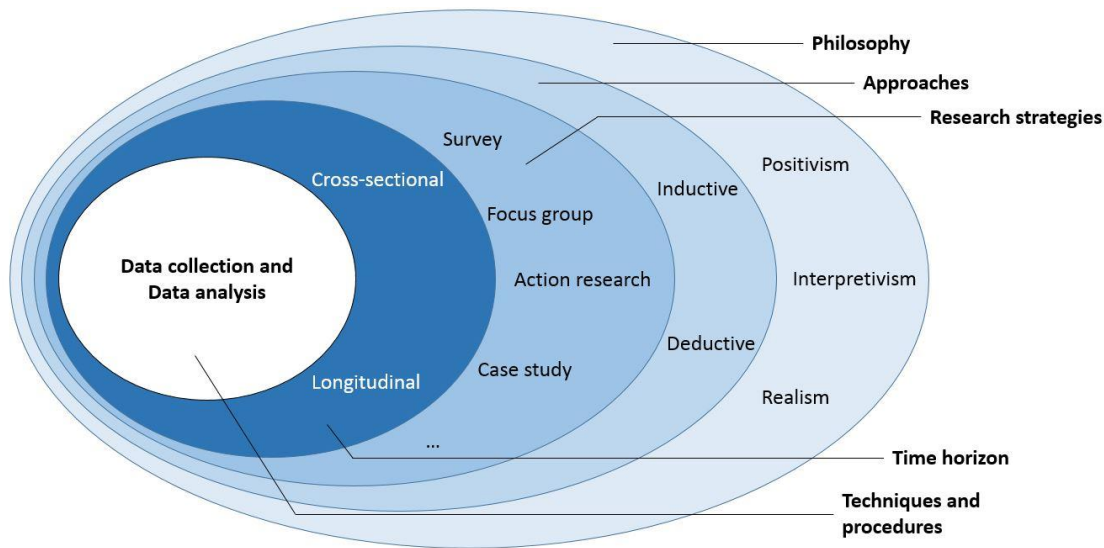 Philosophy
Approaches
Research strategies
Survey
Positivism
Cross-sectional
Inductive
Focus group
Data collection and
Data analysis
Action research
Interpretivism
Deductive
Case study
Longitudinal
Realism
...
Time horizon
Techniques and
procedures